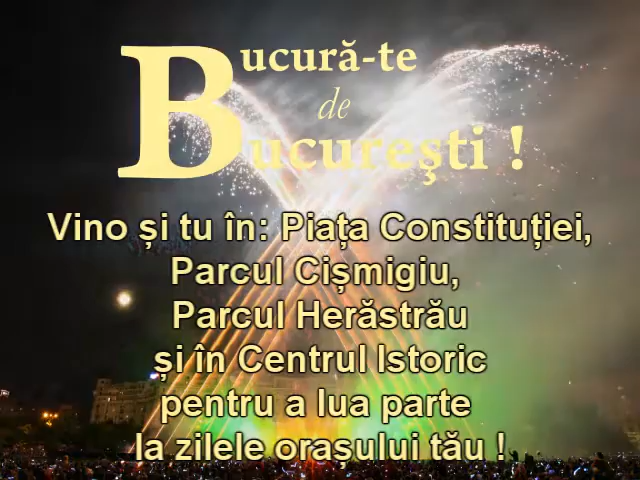 Bucură-te
de
Bucureşti !
Vino și tu în: Piața Constituției,
Parcul Cișmigiu,
Parcul Herăstrău
și în Centrul Istoric
pentru a lua parte
la zilele orașului tău !